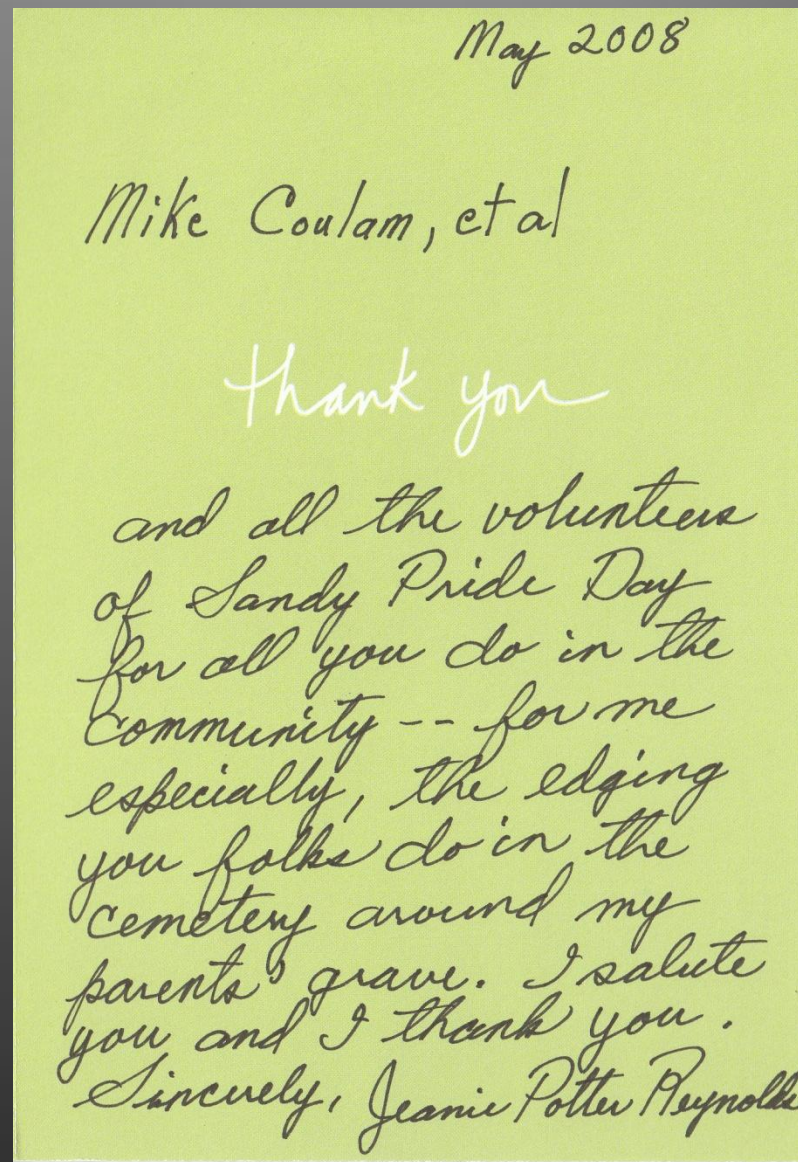 May 2008
Mike Coulam, et al
thank you
and all the volunteers
of Sandy Pride Day
for all you do in the
community -- for me
especially, the edging
you folks do in the
cemetery around my
parents' grave. I salute
you and I thank you.
Sincerely, Jeanie Potter Reynolds